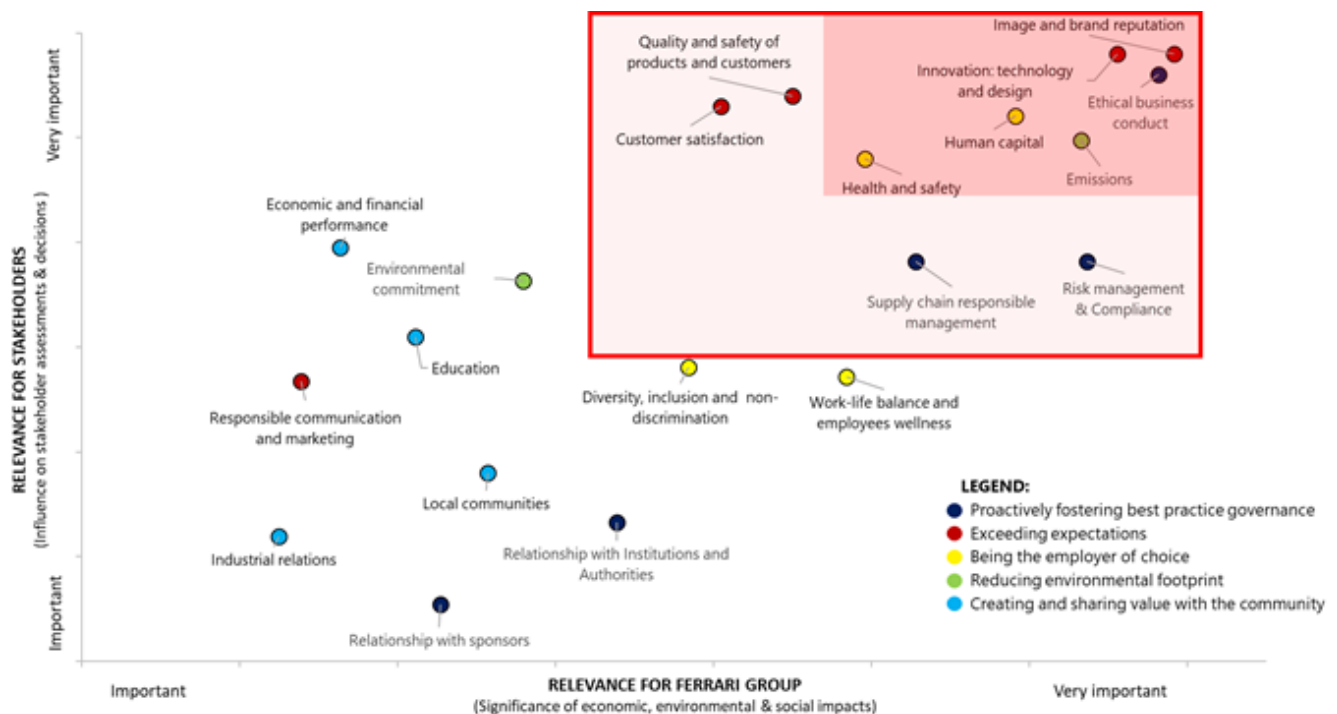 Image and brand reputation
Quality and safety of
products and customers
Innovation: technology
and design
Ethical business
conduct
Customer satisfaction
Human capital
Health and safety
Emissions
Economic and financial
performance
Environmental
commitment
Supply chain responsible
management
Risk management
& Compliance
Education
Diversity, inclusion and non-
discrimination
Work-life balance and
employees wellness
Responsible communication
and marketing
Local communities
Industrial relations
Relationship with Institutions and
Authorities
Relationship with sponsors
LEGEND:
Proactively fostering best practice governance
Exceeding expectations
Being the employer of choice
Reducing environmental footprint
Creating and sharing value with the community
RELEVANCE FOR STAKEHOLDERS
(Influence on stakeholder assessments & decisions)
Very important
Important
Important
RELEVANCE FOR FERRARI GROUP
(Significance of economic, environmental & social impacts)
Very important